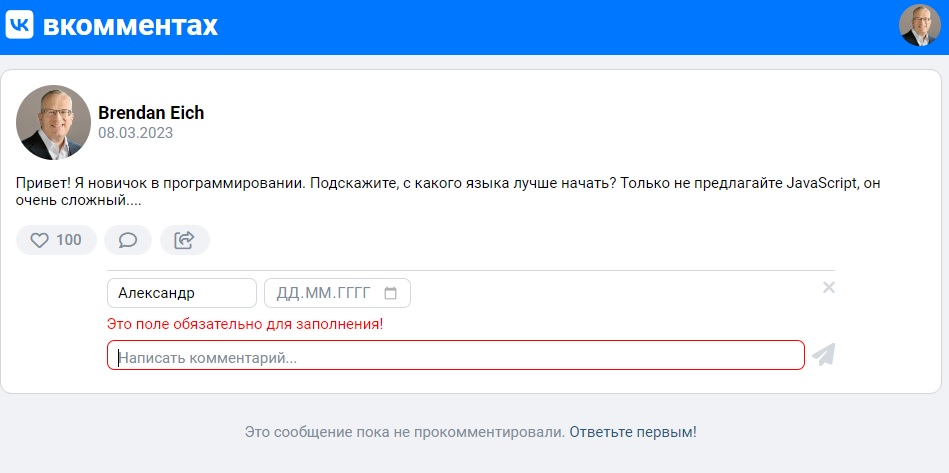 вкомментах
Brendan Eich
08.03.2023
Привет! Я новичок в программировании. Подскажите, с какого языка лучше начать? Только не предлагайте JavaScript, он
очень сложный....
100
Александр
ДД.ММ.ГГГГ
Это поле обязательно для заполнения!
Написать комментарий...
Это сообщение пока не прокомментировали. Ответьте первым!